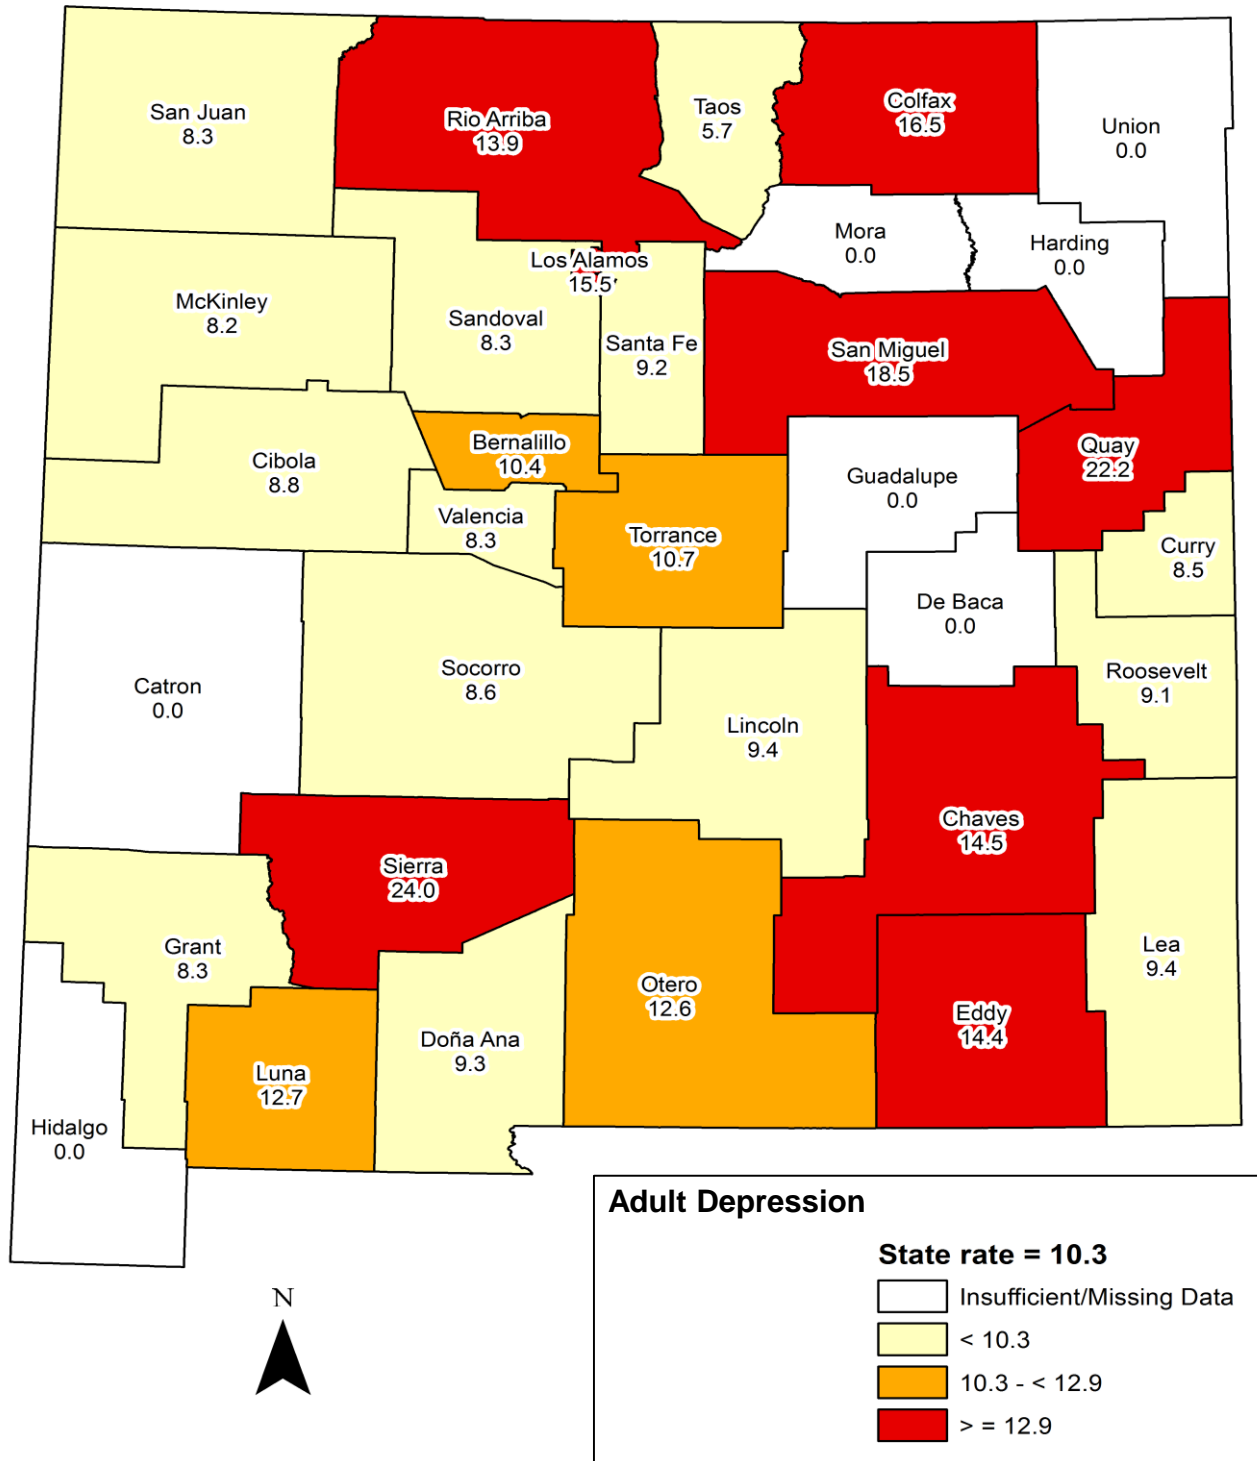 San Juan
8.3
Rio Arriba
13.9
Taos
5.7
Colfax
16.5
Union
0.0
Mora
0.0
Harding
0.0
Los Alamos
15.5
McKinley
8.2
Sandoval
8.3
Santa Fe
9.2
San Miguel
18.5
Bernalillo
10.4
Quay
22.2
Cibola
8.8
Guadalupe
0.0
Valencia
8.3
Torrance
10.7
Curry
8.5
De Baca
0.0
Socorro
8.6
Roosevelt
9.1
Catron
0.0
Lincoln
9.4
Chaves
14.5
Sierra
24.0
Grant
8.3
Lea
9.4
Otero
12.6
Eddy
14.4
Doña Ana
9.3
Luna
12.7
Hidalgo
0.0
Adult Depression
State rate = 10.3
Insufficient/Missing Data
< 10.3
10.3 - < 12.9
> = 12.9
N